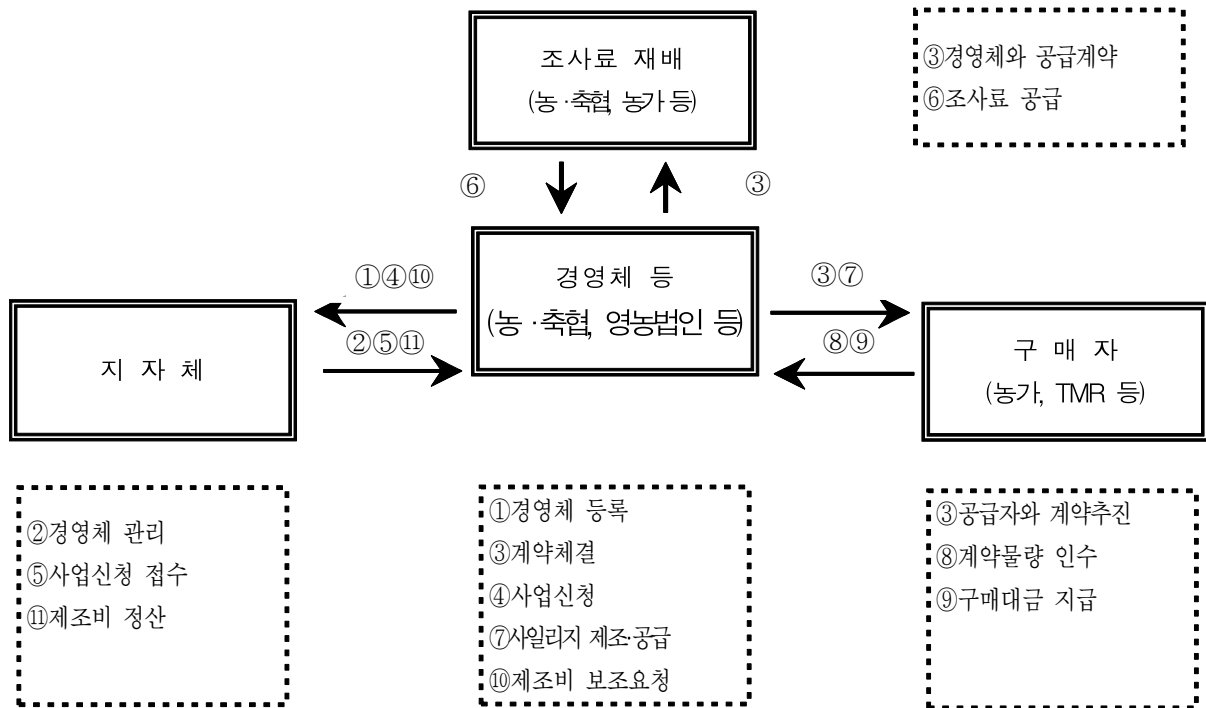 조사료 재배
(농·축협, 농가 등)
③경영체와 공급계약
⑥조사료 공급
⑥
③
경영체 등
(농·축협, 영농법인 등)
①④⑩
②⑤⑪
③⑦
⑧⑨
지 자 체
구 매 자
(농가, TMR 등)
②경영체 관리
⑤사업신청 접수
⑪제조비 정산
①경영체 등록
③계약체결
④사업신청
⑦사일리지 제조·공급
⑩제조비 보조요청
③공급자와 계약추진
⑧계약물량 인수
⑨구매대금 지급